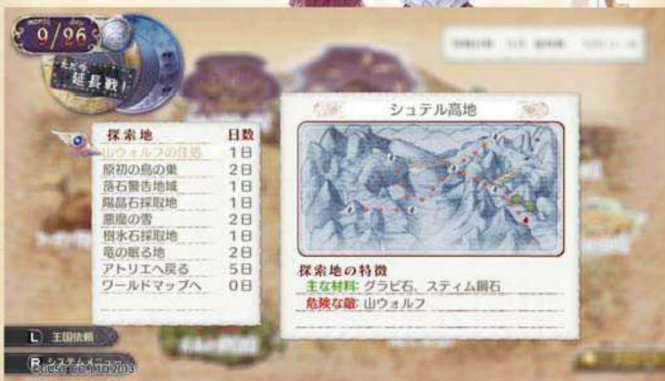 month day
9/26
ただ今
延長戦!
シュテル高地
探索地 日数
山ウォルフの住処 1日
原初の鳥の巣 2日
落石警告地域 1日
陽晶石採取地 1日
悪魔の雪 2日
樹氷石採取地 1日
竜の眠る地 2日
アトリエへ戻る 5日
ワールドマップへ 0日
探索地の特徴
主な材料: グラビ石、スティム鋼石
危険な敵: 山ウォルフ
L 王国依頼
R システムメニュー